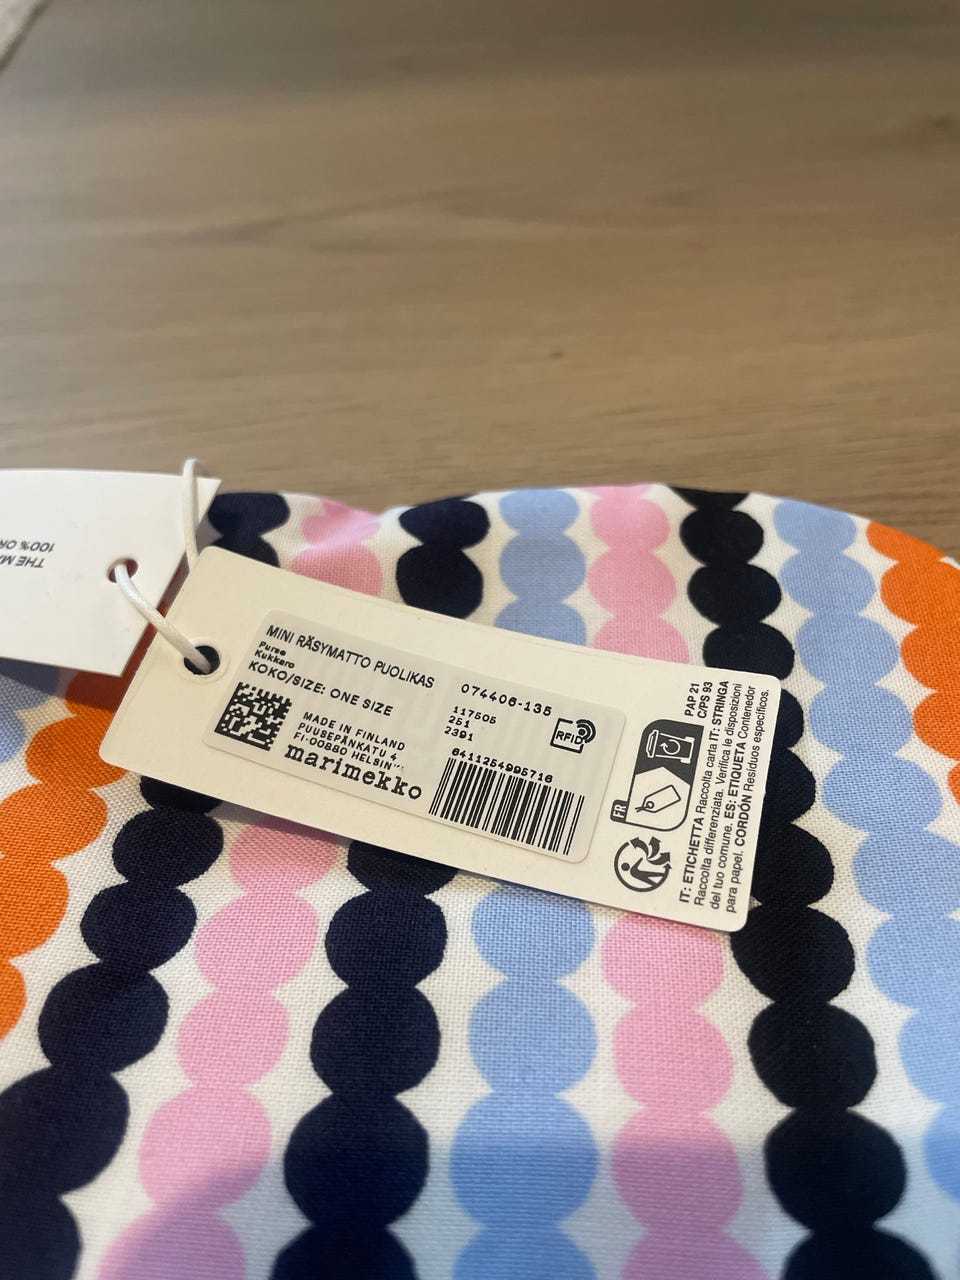 THE MA
100% OR
MINI RÄSYMATTO PUOLIKAS
Purse
Kukkaro
KOKO/SIZE: ONE SIZE
MADE IN FINLAND
PUUSEPÄNKATU 4
FI-00880 HELSIN
marimekko
074406-135
117505
251
2391
RFID
6411254995716
FR
PAP 21
C/PS 93
IT: ETICHETTA Raccolta carta IT: STRINGA
Raccolta differenziata. Verifica le disposizioni
del tuo comune. ES: ETIQUETA Contenedor
para papel. CORDÓN Residuos específicos.